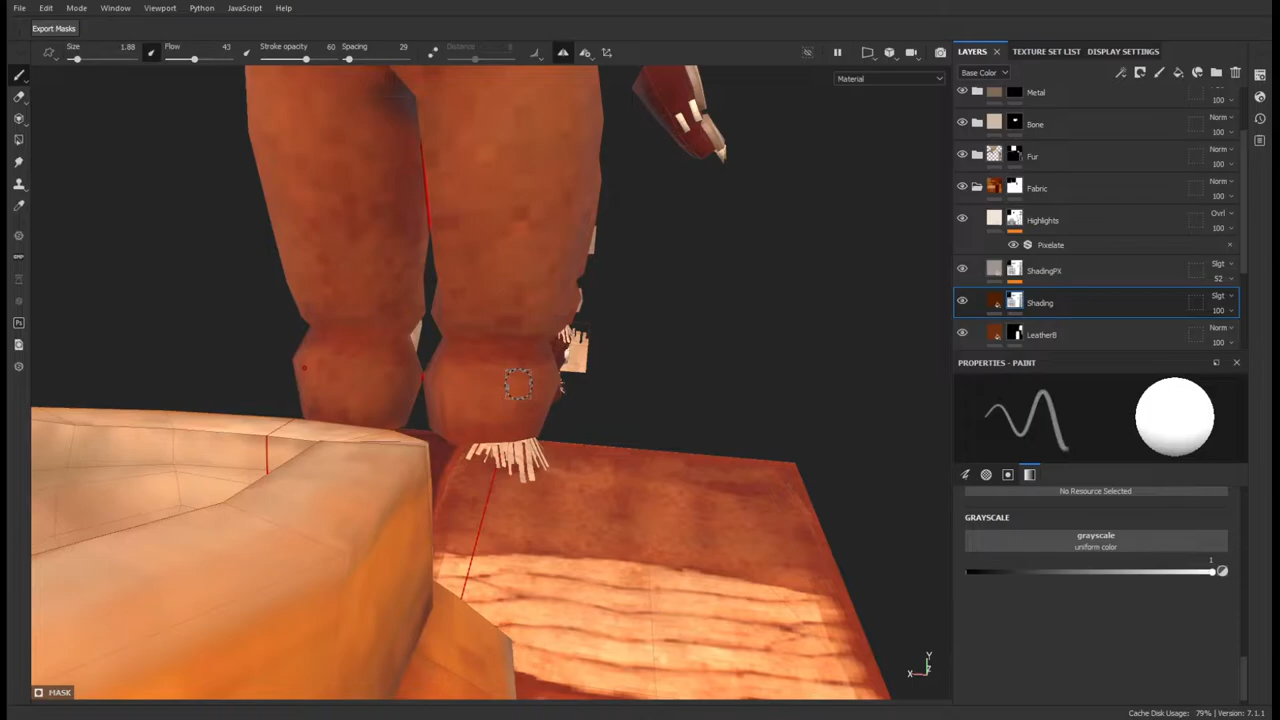 File Edit Mode Window Viewport Python JavaScript Help
Export Masks
Size 1.88 Flow 43 Stroke opacity 60 Spacing 29 Distance 8
Material
LAYERS × TEXTURE SET LIST DISPLAY SETTINGS
Base Color
Metal 100
Bone Norm 100
Fur Norm 100
Fabric Norm 100
Highlights Ovrl 100
Pixelate ×
ShadingPX Slgt 52
Shading Slgt 100
LeatherB Norm 100
PROPERTIES - PAINT
No Resource Selected
GRAYSCALE
grayscale
uniform color
1
Ps
Y
Z
X
MASK
Cache Disk Usage: 79% | Version: 7.1.1